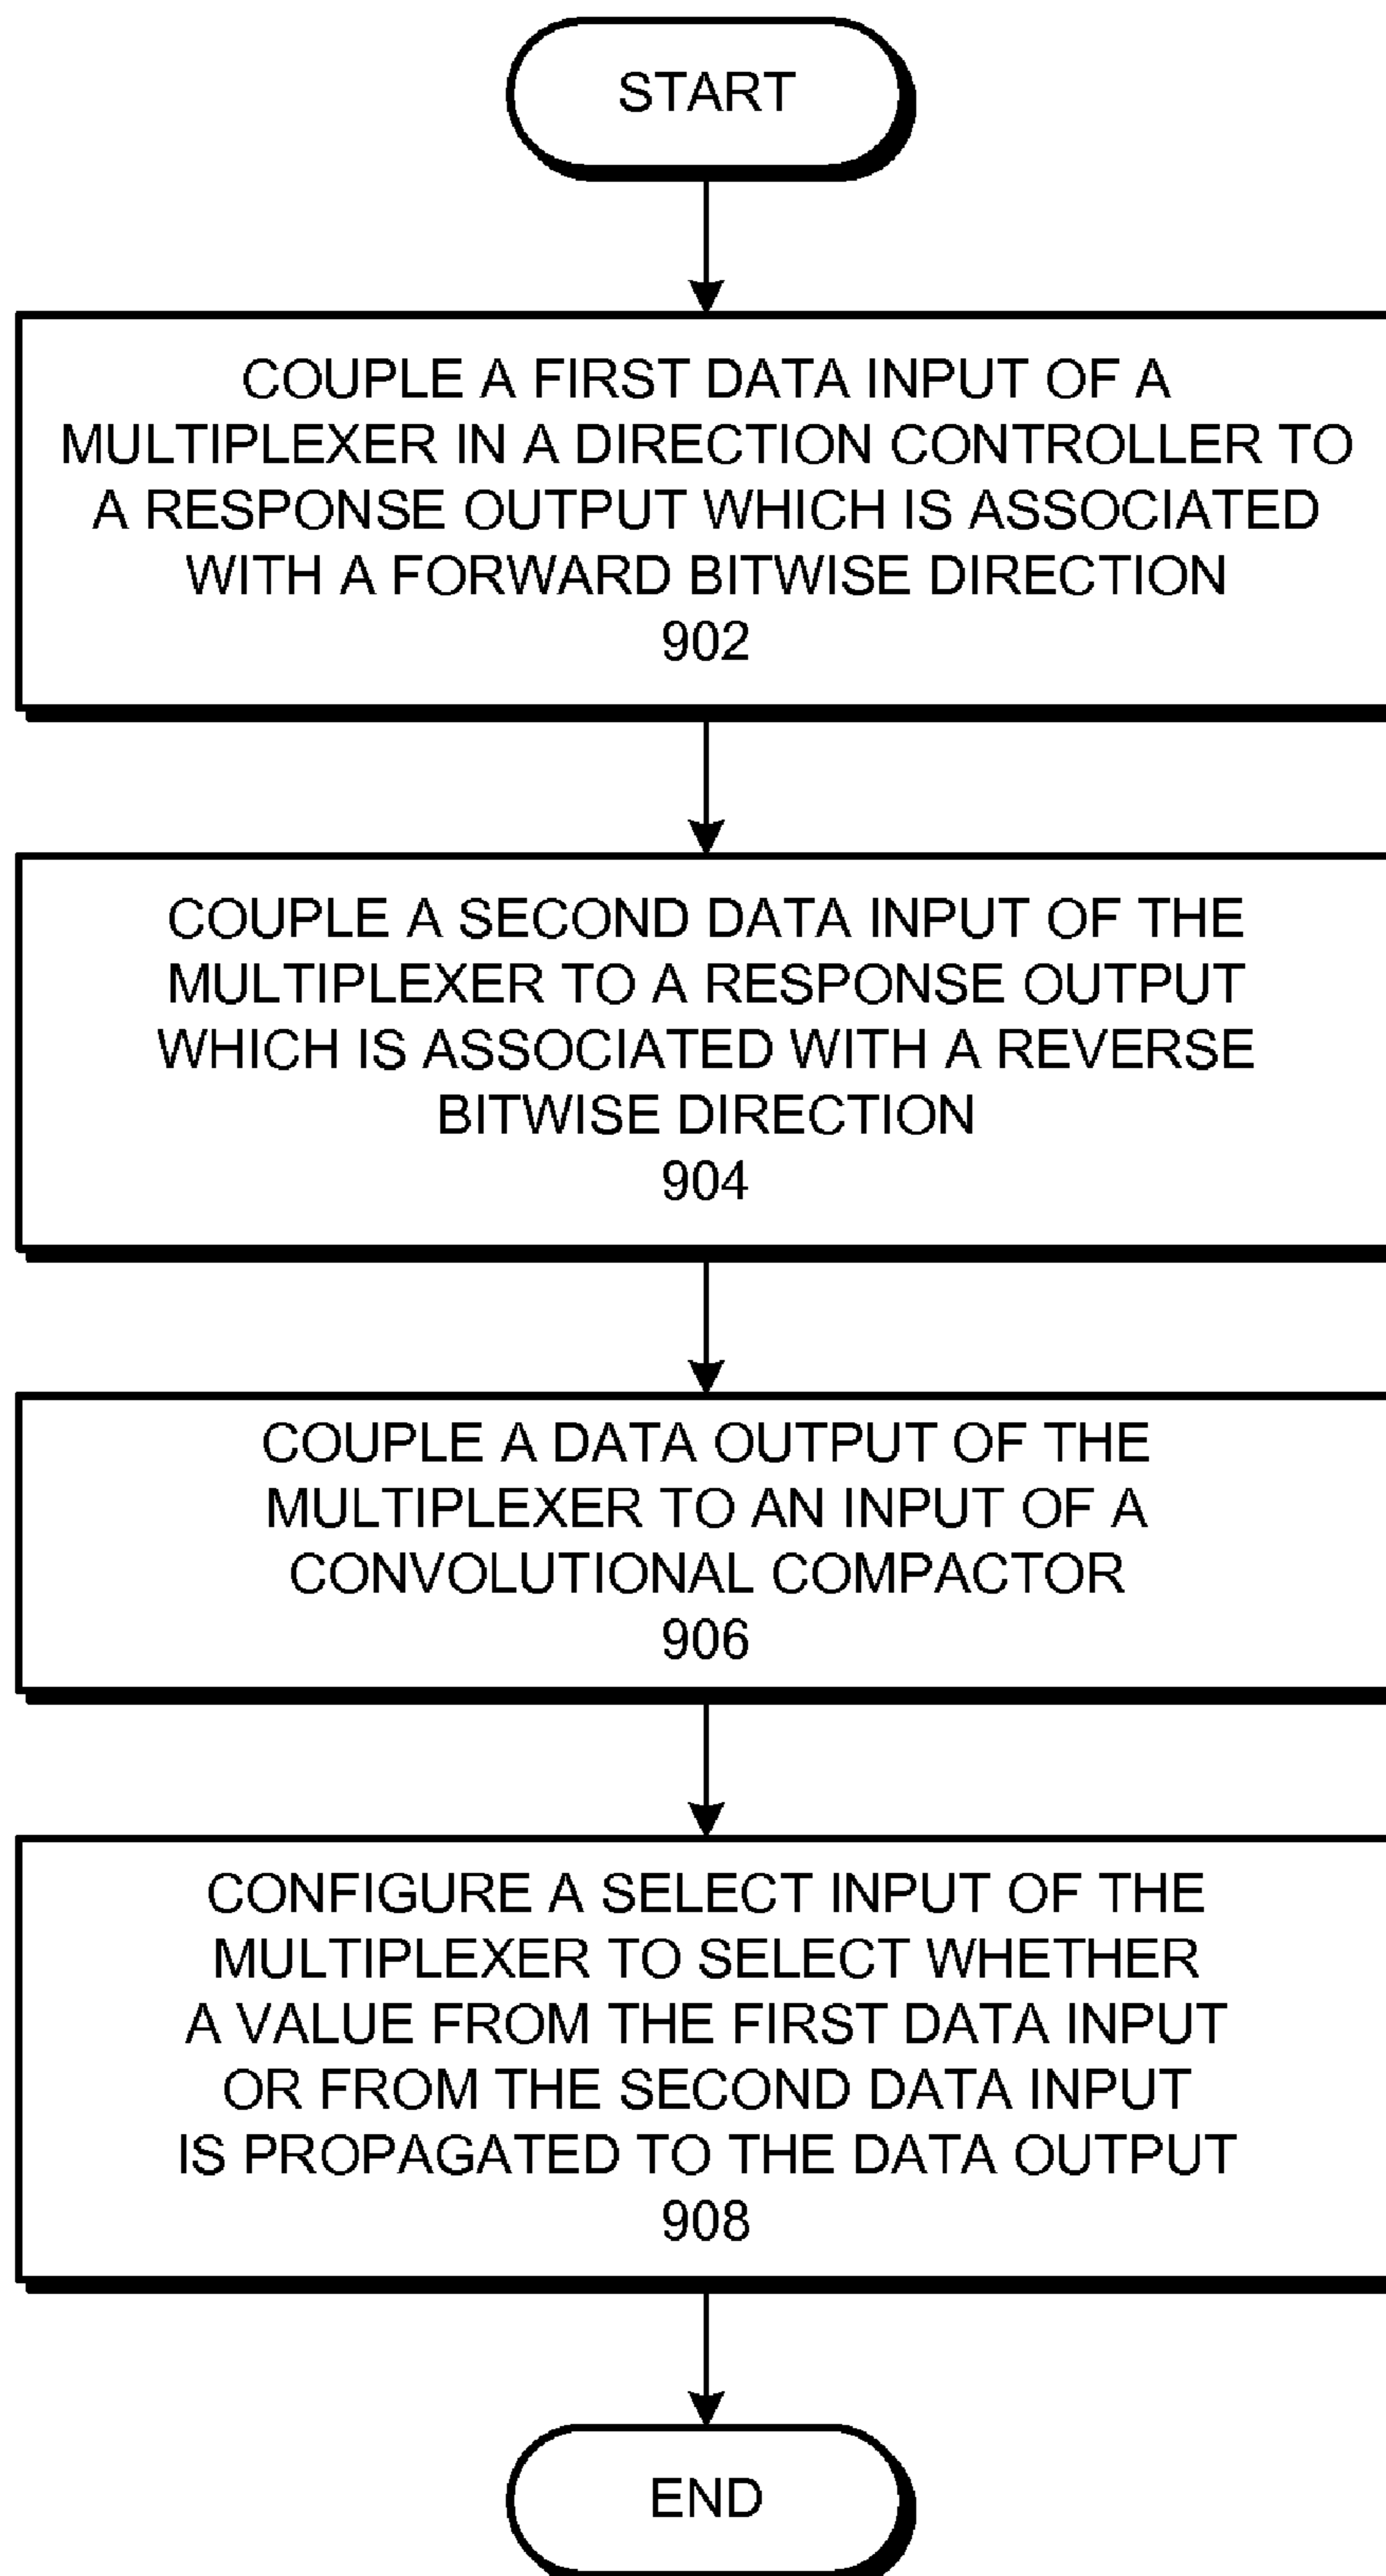 START
COUPLE A FIRST DATA INPUT OF A
MULTIPLEXER IN A DIRECTION CONTROLLER TO
A RESPONSE OUTPUT WHICH IS ASSOCIATED
WITH A FORWARD BITWISE DIRECTION
902
COUPLE A SECOND DATA INPUT OF THE
MULTIPLEXER TO A RESPONSE OUTPUT
WHICH IS ASSOCIATED WITH A REVERSE
BITWISE DIRECTION
904
COUPLE A DATA OUTPUT OF THE
MULTIPLEXER TO AN INPUT OF A
CONVOLUTIONAL COMPACTOR
906
CONFIGURE A SELECT INPUT OF THE
MULTIPLEXER TO SELECT WHETHER
A VALUE FROM THE FIRST DATA INPUT
OR FROM THE SECOND DATA INPUT
IS PROPAGATED TO THE DATA OUTPUT
908
END